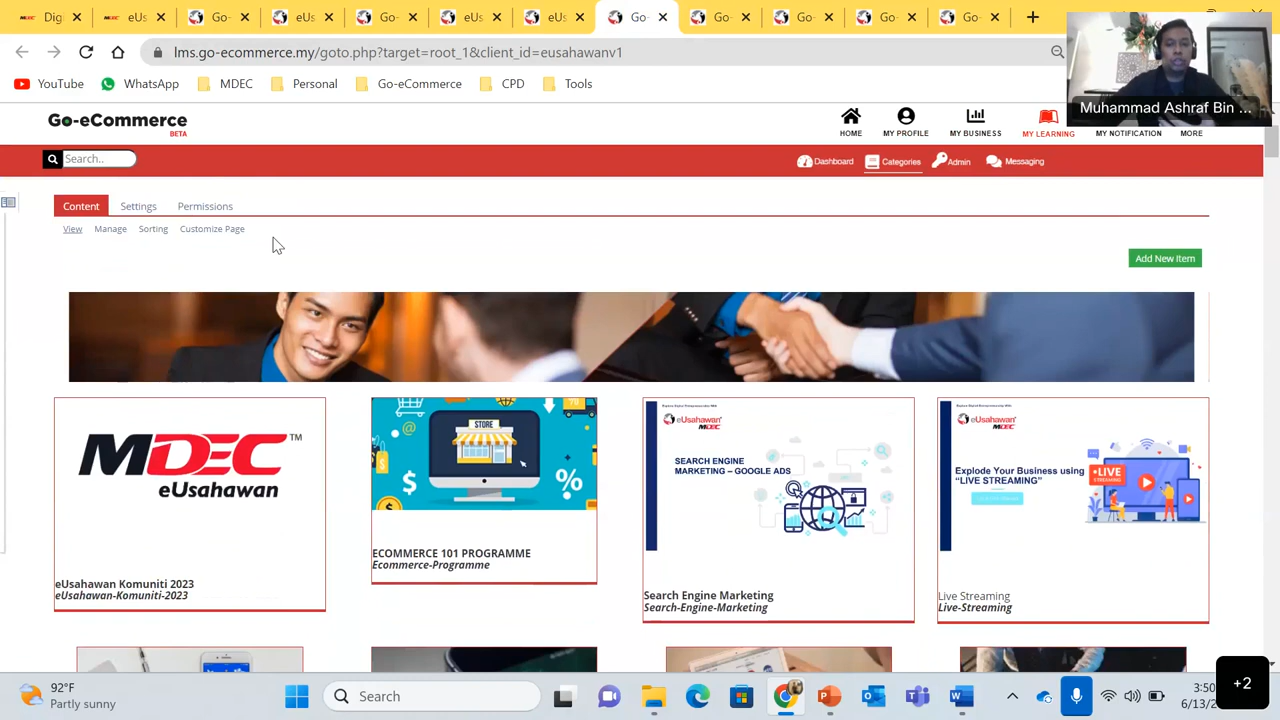 Digi
eUs
Go-
Go-
eUs
eUs
eUs
Go-
Go-
Go-
Go-
Go-
lms.go-ecommerce.my/goto.php?target=root_1&client_id=eusahawanv1
YouTube
WhatsApp
MDEC
Personal
Go-eCommerce
CPD
Tools
Muhammad Ashraf Bin ...
Go-eCommerce
BETA
HOME
MY PROFILE
MY BUSINESS
MY LEARNING
MY NOTIFICATION
MORE
Search..
Dashboard
Categories
Admin
Messaging
Content
Settings
Permissions
View
Manage
Sorting
Customize Page
Add New Item
MDEC™
eUsahawan
eUsahawan Komuniti 2023
eUsahawan-Komuniti-2023
STORE
ECOMMERCE 101 PROGRAMME
Ecommerce-Programme
eUsahawan
MDEC
SEARCH ENGINE
MARKETING – GOOGLE ADS
Search Engine Marketing
Search-Engine-Marketing
eUsahawan
MDEC
Explode Your Business using
“LIVE STREAMING”
LIVE
STREAMING
Live Streaming
Live-Streaming
92°F
Partly sunny
Search
3:50
6/13/2
+2